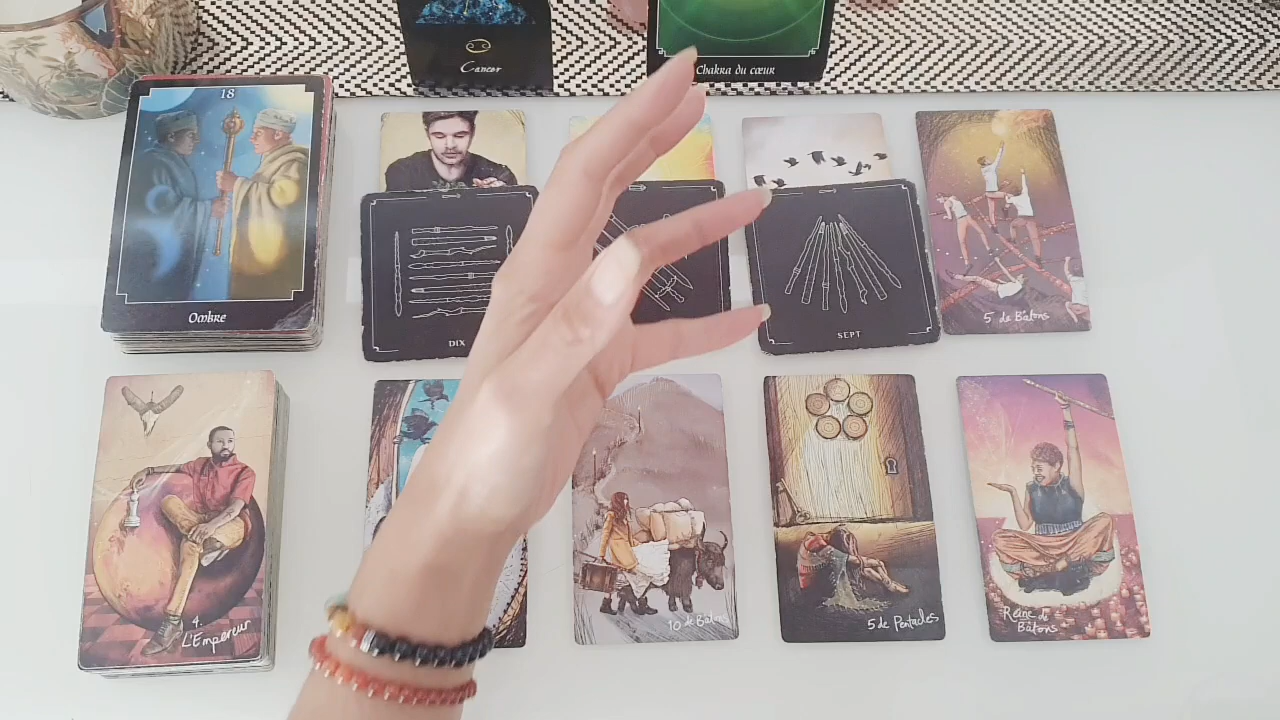 Cancer
Chakra du cœur
18
Ombre
DIX
SEPT
5 de Bâtons
4.
L'Empereur
10 de Batons
5 de Pentacles
Reine de
Bâtons